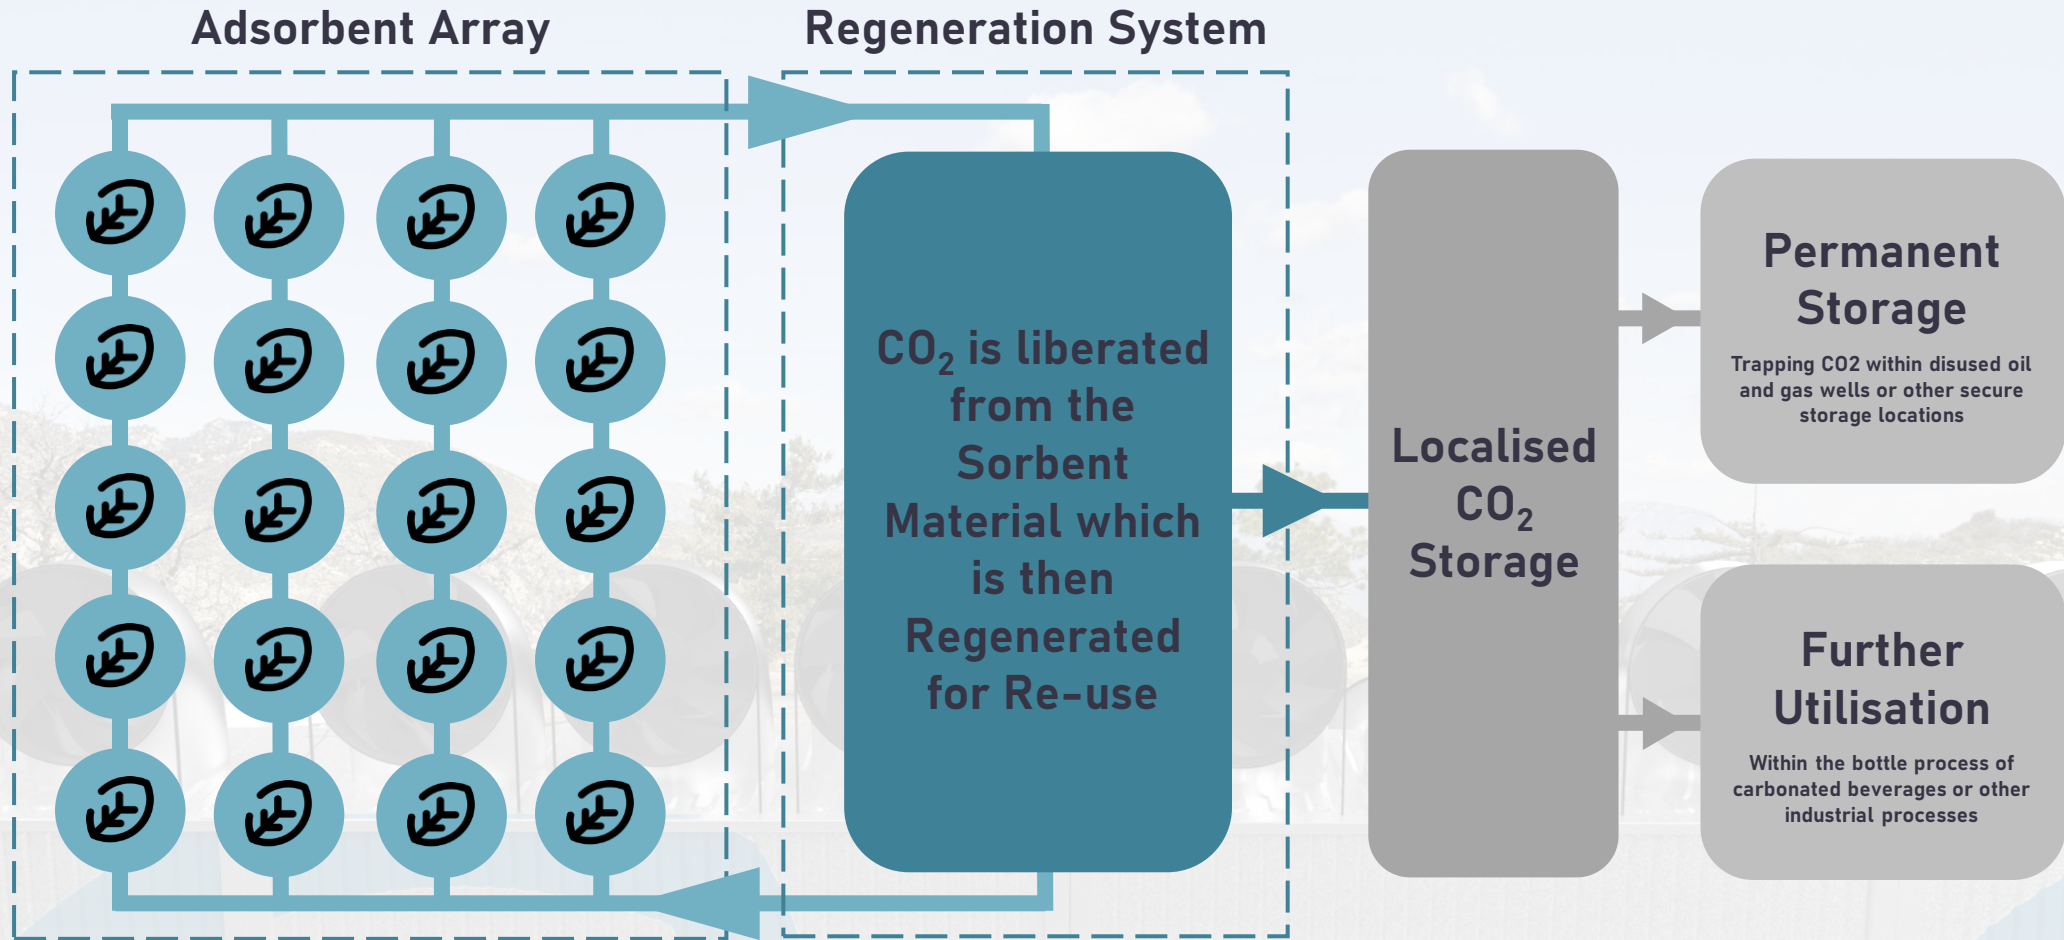 Adsorbent Array
Regeneration System
CO₂ is liberated
from the
Sorbent
Material which
is then
Regenerated
for Re-use
Localised
CO₂
Storage
Permanent
Storage
Trapping CO2 within disused oil
and gas wells or other secure
storage locations
Further
Utilisation
Within the bottle process of
carbonated beverages or other
industrial processes